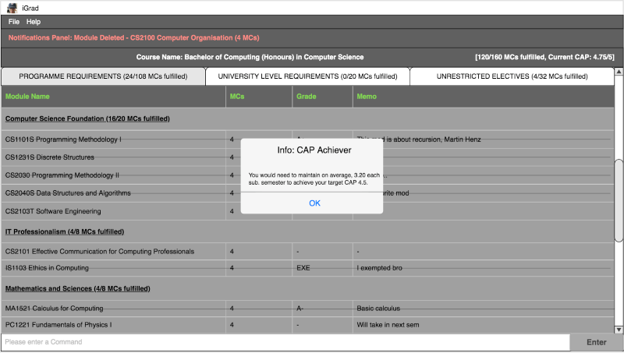 iGrad
File Help
Notifications Panel: Module Deleted - CS2100 Computer Organisation (4 MCs)
Course Name: Bachelor of Computing (Honours) in Computer Science
[120/160 MCs fulfilled, Current CAP: 4.75/5]
PROGRAMME REQUIREMENTS (24/108 MCs fulfilled) UNIVERSITY LEVEL REQUIREMENTS (0/20 MCs fulfilled) UNRESTRICTED ELECTIVES (4/32 MCs fulfilled)
Module Name MCs Grade Memo
Computer Science Foundation (16/20 MCs fulfilled)
CS1101S Programming Methodology I 4 is about recursion, Martin Henz
CS1231S Discrete Structures 4
CS2030 Programming Methodology II 4
CS2040S Data Structures and Algorithms 4 mod
CS2103T Software Engineering 4
Info: CAP Achiever
You would need to maintain on average, 3.20 each
sub. semester to achieve your target CAP 4.5.
OK
IT Professionalism (4/8 MCs fulfilled)
CS2101 Effective Communication for Computing Professionals 4 - -
IS1103 Ethics in Computing 4 EXE I exempted bro
Mathematics and Sciences (4/8 MCs fulfilled)
MA1521 Calculus for Computing 4 A- Basic calculus
PC1221 Fundamentals of Physics I 4 - Will take in next sem
Please enter a Command Enter